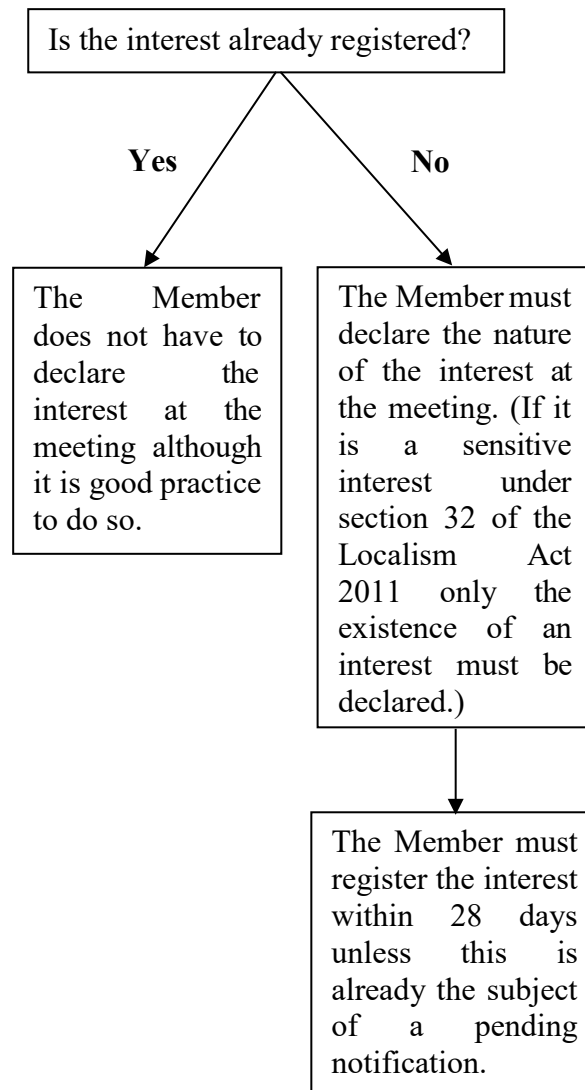 Is the interest already registered?
Yes
No
The Member
does not have to
declare the
interest at the
meeting although
it is good practice
to do so.
The Member must
declare the nature
of the interest at
the meeting. (If it
is a sensitive
interest under
section 32 of the
Localism Act
2011 only the
existence of an
interest must be
declared.)
The Member must
register the interest
within 28 days
unless this is
already the subject
of a pending
notification.